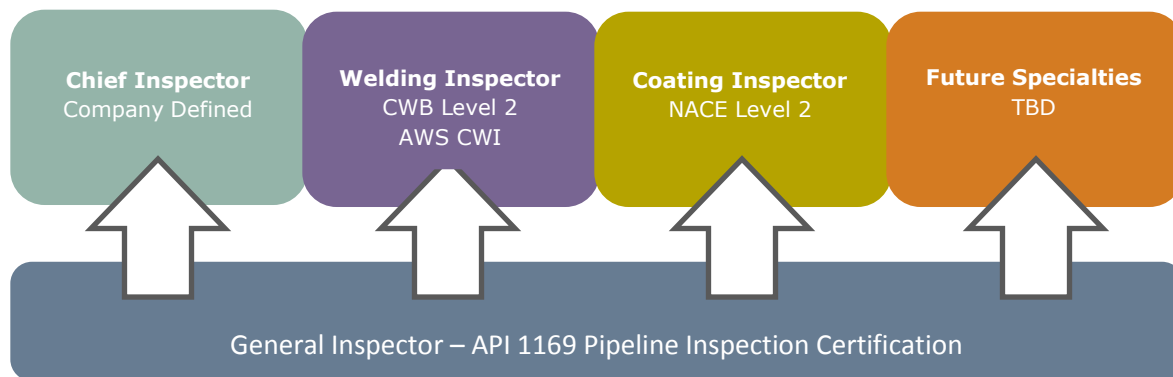 Chief Inspector
Company Defined
Welding Inspector
CWB Level 2
AWS CWI
Coating Inspector
NACE Level 2
Future Specialties
TBD
General Inspector – API 1169 Pipeline Inspection Certification